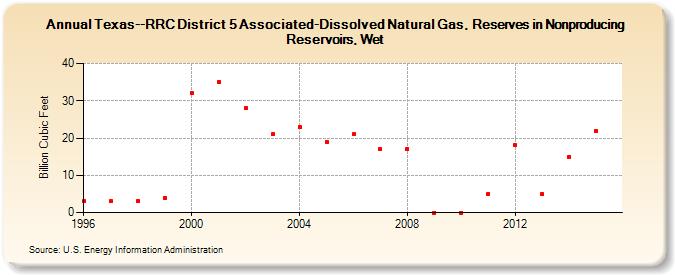 Annual Texas--RRC District 5 Associated-Dissolved Natural Gas, Reserves in Nonproducing
Reservoirs, Wet
Billion Cubic Feet
40
30
20
10
0
1996
2000
2004
2008
2012
Source: U.S. Energy Information Administration